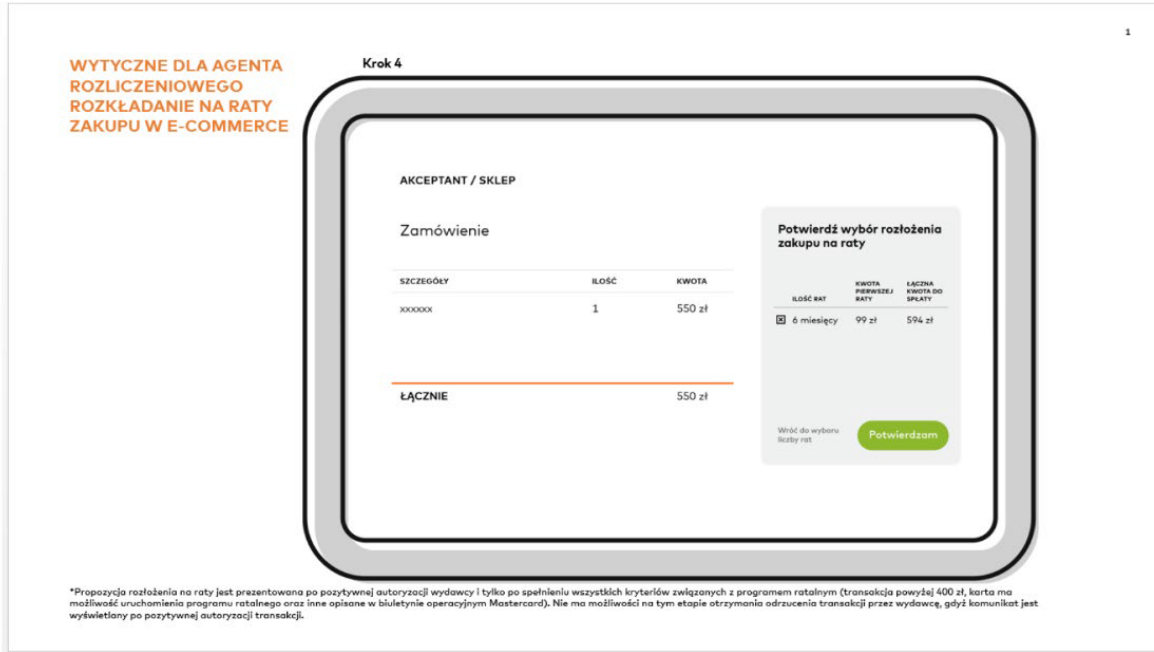 1
WYTYCZNE DLA AGENTA
ROZLICZENIOWEGO
ROZKŁADANIE NA RATY
ZAKUPU W E-COMMERCE
Krok 4
AKCEPTANT / SKLEP
Zamówienie
SZCZEGÓŁY ILOŚĆ KWOTA
xxxxxx 1 550 zł
ŁĄCZNIE 550 zł
Potwierdź wybór rozłożenia
zakupu na raty
ILOŚĆ RAT
KWOTA
PIERWSZEJ
RATY
ŁĄCZNA
KWOTA DO
SPŁATY
6 miesięcy 99 zł 594 zł
Wróć do wyboru
liczby rat
Potwierdzam
*Propozycja rozłożenia na raty jest prezentowana po pozytywnej autoryzacji wydawcy i tylko po spełnieniu wszystkich kryteriów związanych z programem ratalnym (transakcja powyżej 400 zł, karta ma
możliwość uruchomienia programu ratalnego oraz inne opisane w biuletynie operacyjnym Mastercard). Nie ma możliwości na tym etapie otrzymania odrzucenia transakcji przez wydawcę, gdyż komunikat jest
wyświetlany po pozytywnej autoryzacji transakcji.